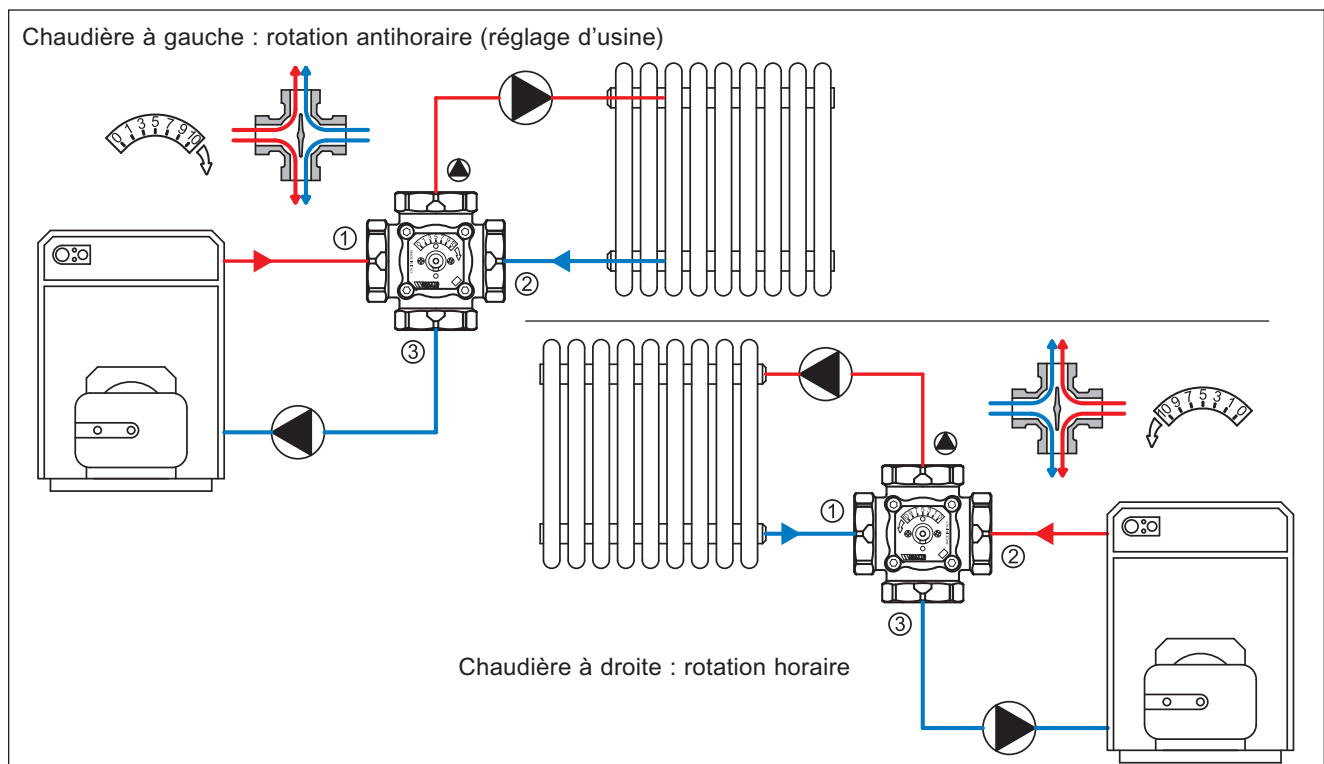 Chaudière à gauche : rotation antihoraire (réglage d'usine)
0 1 3 5 7 9 10
①
②
③
10 9 7 5 3 1 0
①
②
③
Chaudière à droite : rotation horaire